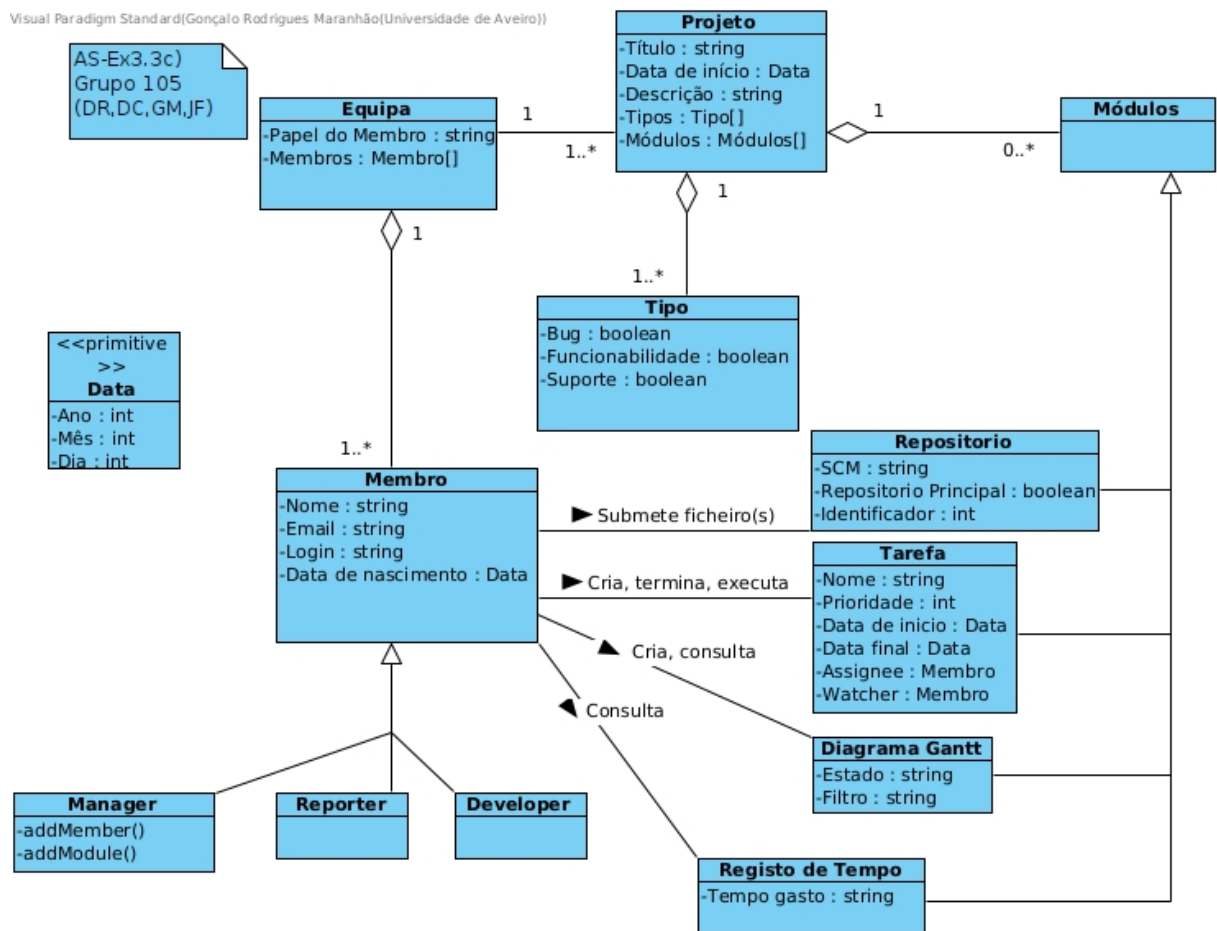 Visual Paradigm Standard(Gonçalo Rodrigues Maranhão(Universidade de Aveiro))
AS-Ex3.3c)
Grupo 105
(DR,DC,GM,JF)
Equipa
-Papel do Membro : string
-Membros : Membro[]
1
1..*
Projeto
-Título : string
-Data de início : Data
-Descrição : string
-Tipos : Tipo[]
-Módulos : Módulos[]
1
0..*
Módulos
1
1..*
1
1..*
Tipo
-Bug : boolean
-Funcionabilidade : boolean
-Suporte : boolean
<<primitive
>>
Data
-Ano : int
-Mês : int
-Dia : int
Membro
-Nome : string
-Email : string
-Login : string
-Data de nascimento : Data
Submete ficheiro(s)
Cria, termina, executa
Cria, consulta
Consulta
Repositorio
-SCM : string
-Repositorio Principal : boolean
-Identificador : int
Tarefa
-Nome : string
-Prioridade : int
-Data de inicio : Data
-Data final : Data
-Assignee : Membro
-Watcher : Membro
Diagrama Gantt
-Estado : string
-Filtro : string
Manager
-addMember()
-addModule()
Reporter
Developer
Registo de Tempo
-Tempo gasto : string